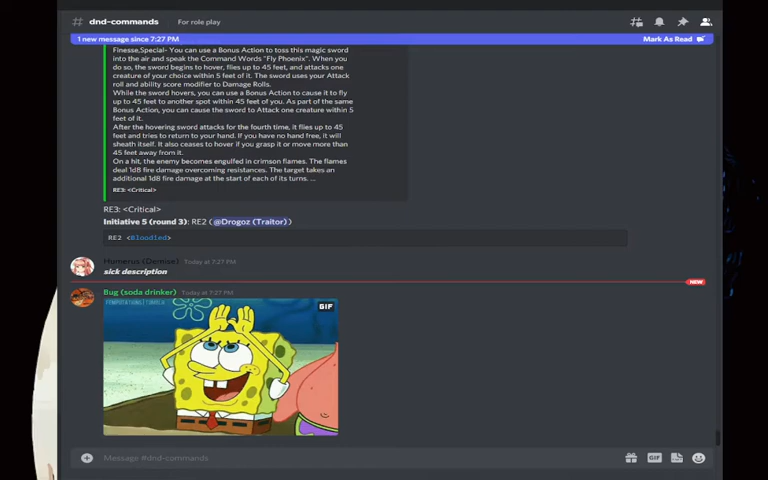 dnd-commands For role play
1 new message since 7:27 PM Mark As Read
Finesse,Special- You can use a Bonus Action to toss this magic sword
into the air and speak the Command Words "Fly Phoenix". When you
do so, the sword begins to hover, flies up to 45 feet, and attacks one
creature of your choice within 5 feet of it. The sword uses your Attack
roll and ability score modifier to Damage Rolls.
While the sword hovers, you can use a Bonus Action to cause it to fly
up to 45 feet to another spot within 45 feet of you. As part of the same
Bonus Action, you can cause the sword to Attack one creature within 5
feet of it.
After the hovering sword attacks for the fourth time, it flies up to 45
feet and tries to return to your hand. If you have no hand free, it will
sheath itself. It also ceases to hover if you grasp it or move more than
45 feet away from it.
On a hit, the enemy becomes engulfed in crimson flames. The flames
deal 1d8 fire damage overcoming resistances. The target takes an
additional 1d8 fire damage at the start of each of its turns. ...
RE3: <Critical>
RE3: <Critical>
Initiative 5 (round 3): RE2 (@Drogoz (Traitor))
RE2 <Bloodied>
Humerus (Demise) Today at 7:27 PM
sick description
NEW
Bug (soda drinker) Today at 7:27 PM
GIF
Message #dnd-commands
GIF